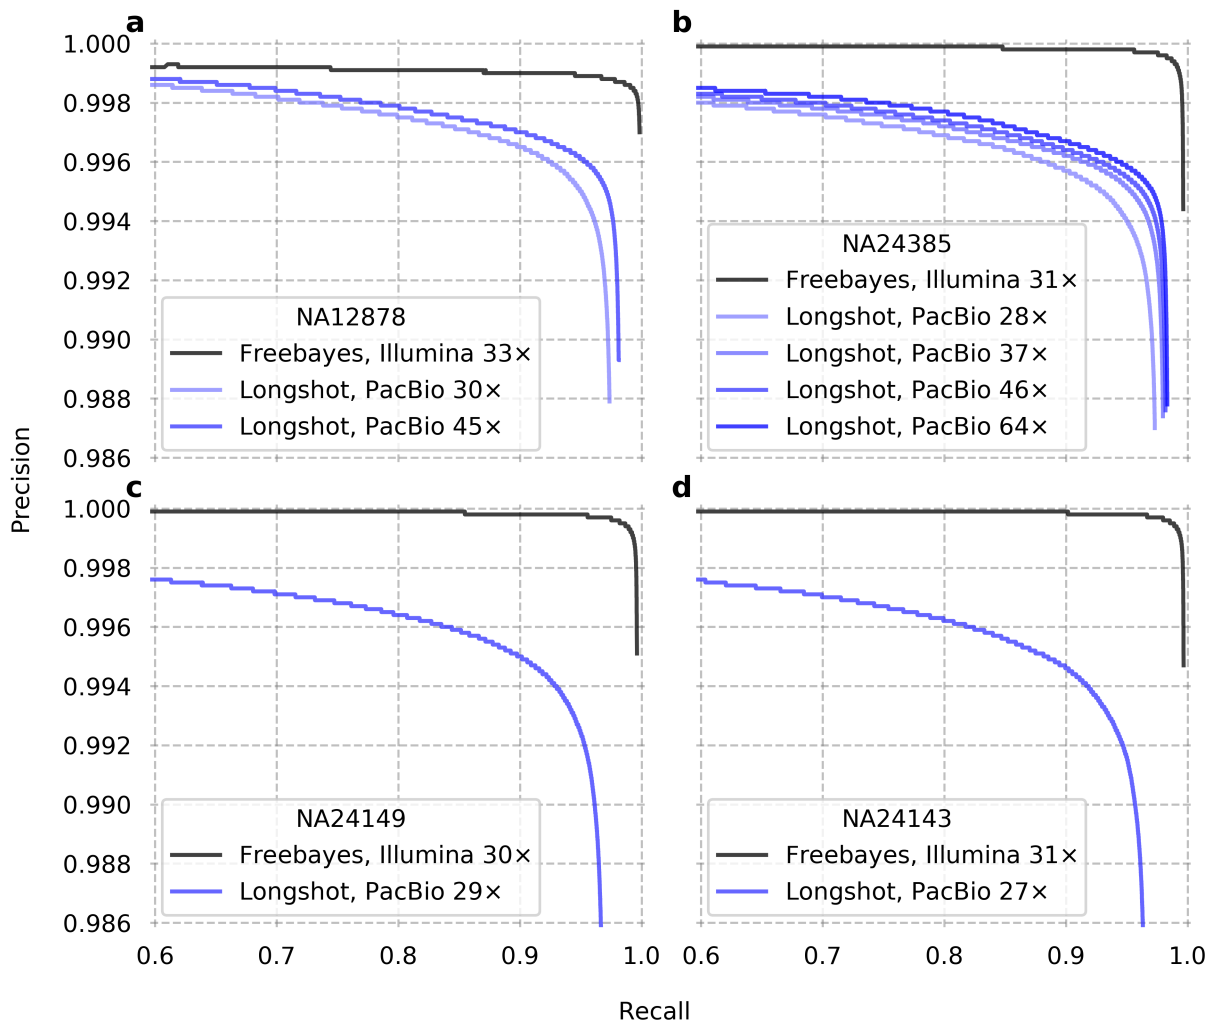 a
1.000
0.998
0.996
0.994
0.992
0.990
0.988
0.986
NA12878
Freebayes, Illumina 33×
Longshot, PacBio 30×
Longshot, PacBio 45×
b
NA24385
Freebayes, Illumina 31×
Longshot, PacBio 28×
Longshot, PacBio 37×
Longshot, PacBio 46×
Longshot, PacBio 64×
Precision
c
1.000
0.998
0.996
0.994
0.992
0.990
0.988
0.986
NA24149
Freebayes, Illumina 30×
Longshot, PacBio 29×
0.6 0.7 0.8 0.9 1.0
d
NA24143
Freebayes, Illumina 31×
Longshot, PacBio 27×
0.6 0.7 0.8 0.9 1.0
Recall